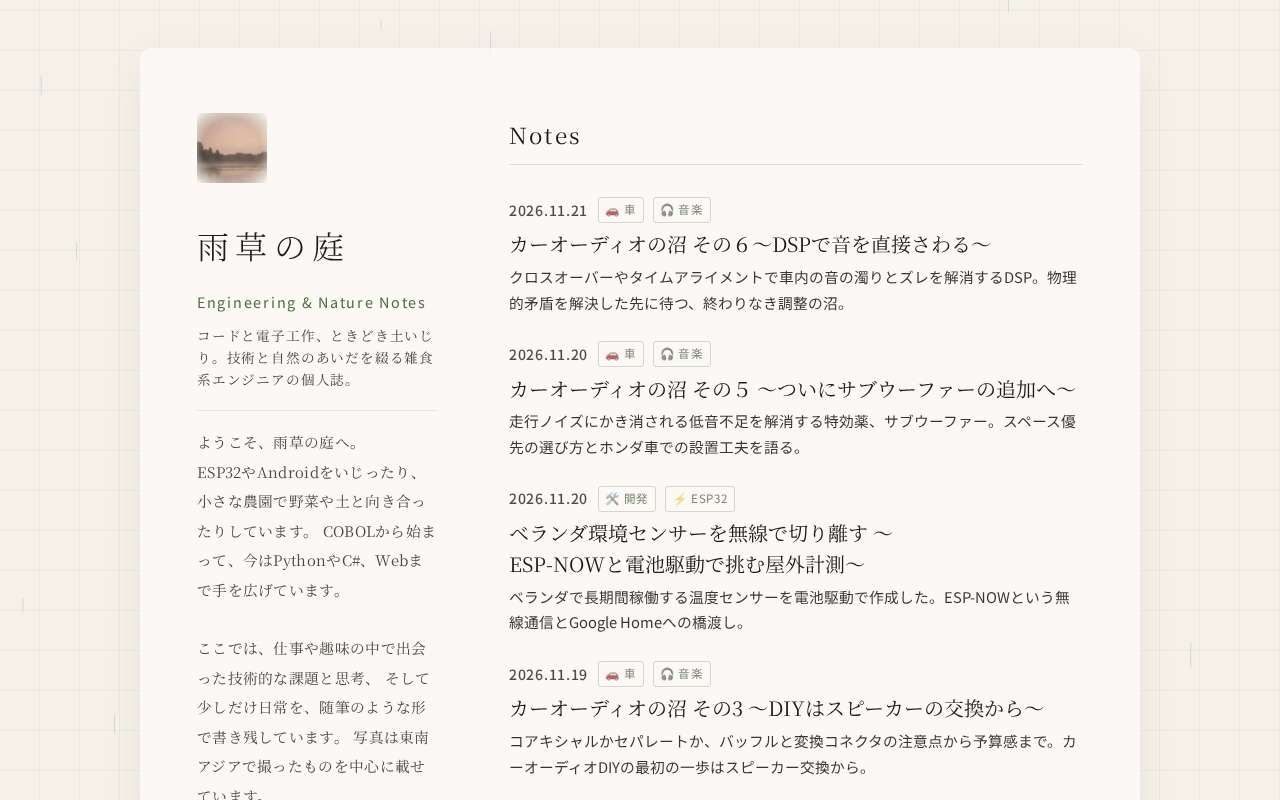 雨草の庭
Engineering & Nature Notes
コードと電子工作、ときどき土いじ
り。技術と自然のあいだを綴る雑食
系エンジニアの個人誌。
ようこそ、雨草の庭へ。
ESP32やAndroidをいじったり、
小さな農園で野菜や土と向き合っ
たりしています。 COBOLから始ま
って、今はPythonやC#、Webま
で手を広げています。
ここでは、仕事や趣味の中で出会
った技術的な課題と思考、 そして
少しだけ日常を、随筆のような形
で書き残しています。 写真は東南
アジアで撮ったものを中心に載せ
ています。
Notes
2026.11.21 🚗 車 🎧 音楽
カーオーディオの沼 その６〜DSPで音を直接さわる〜
クロスオーバーやタイムアライメントで車内の音の濁りとズレを解消するDSP。物理
的矛盾を解決した先に待つ、終わりなき調整の沼。
2026.11.20 🚗 車 🎧 音楽
カーオーディオの沼 その５ 〜ついにサブウーファーの追加へ〜
走行ノイズにかき消される低音不足を解消する特効薬、サブウーファー。スペース優
先の選び方とホンダ車での設置工夫を語る。
2026.11.20 🛠️ 開発 ⚡ ESP32
ベランダ環境センサーを無線で切り離す 〜
ESP-NOWと電池駆動で挑む屋外計測〜
ベランダで長期間稼働する温度センサーを電池駆動で作成した。ESP-NOWという無
線通信とGoogle Homeへの橋渡し。
2026.11.19 🚗 車 🎧 音楽
カーオーディオの沼 その3 〜DIYはスピーカーの交換から〜
コアキシャルかセパレートか、バッフルと変換コネクタの注意点から予算感まで。カ
ーオーディオDIYの最初の一歩はスピーカー交換から。